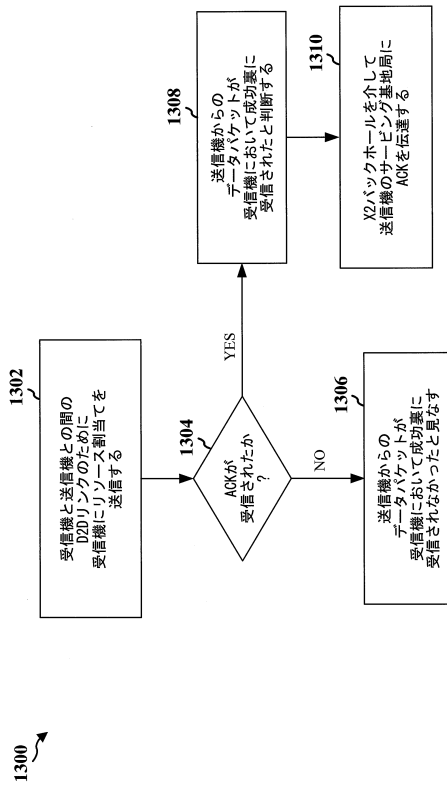 1300
1302
受信機と送信機との間の
D2Dリンクのために
受信機にリソース割当てを
送信する
1304
ACKが
受信されたか
?
YES
NO
1306
送信機からの
データパケットが
受信機において成功裏に
受信されなかったと見なす
1308
送信機からの
データパケットが
受信機において成功裏に
受信されたと判断する
1310
X2バックホールを介して
送信機のサービング基地局に
ACKを伝達する